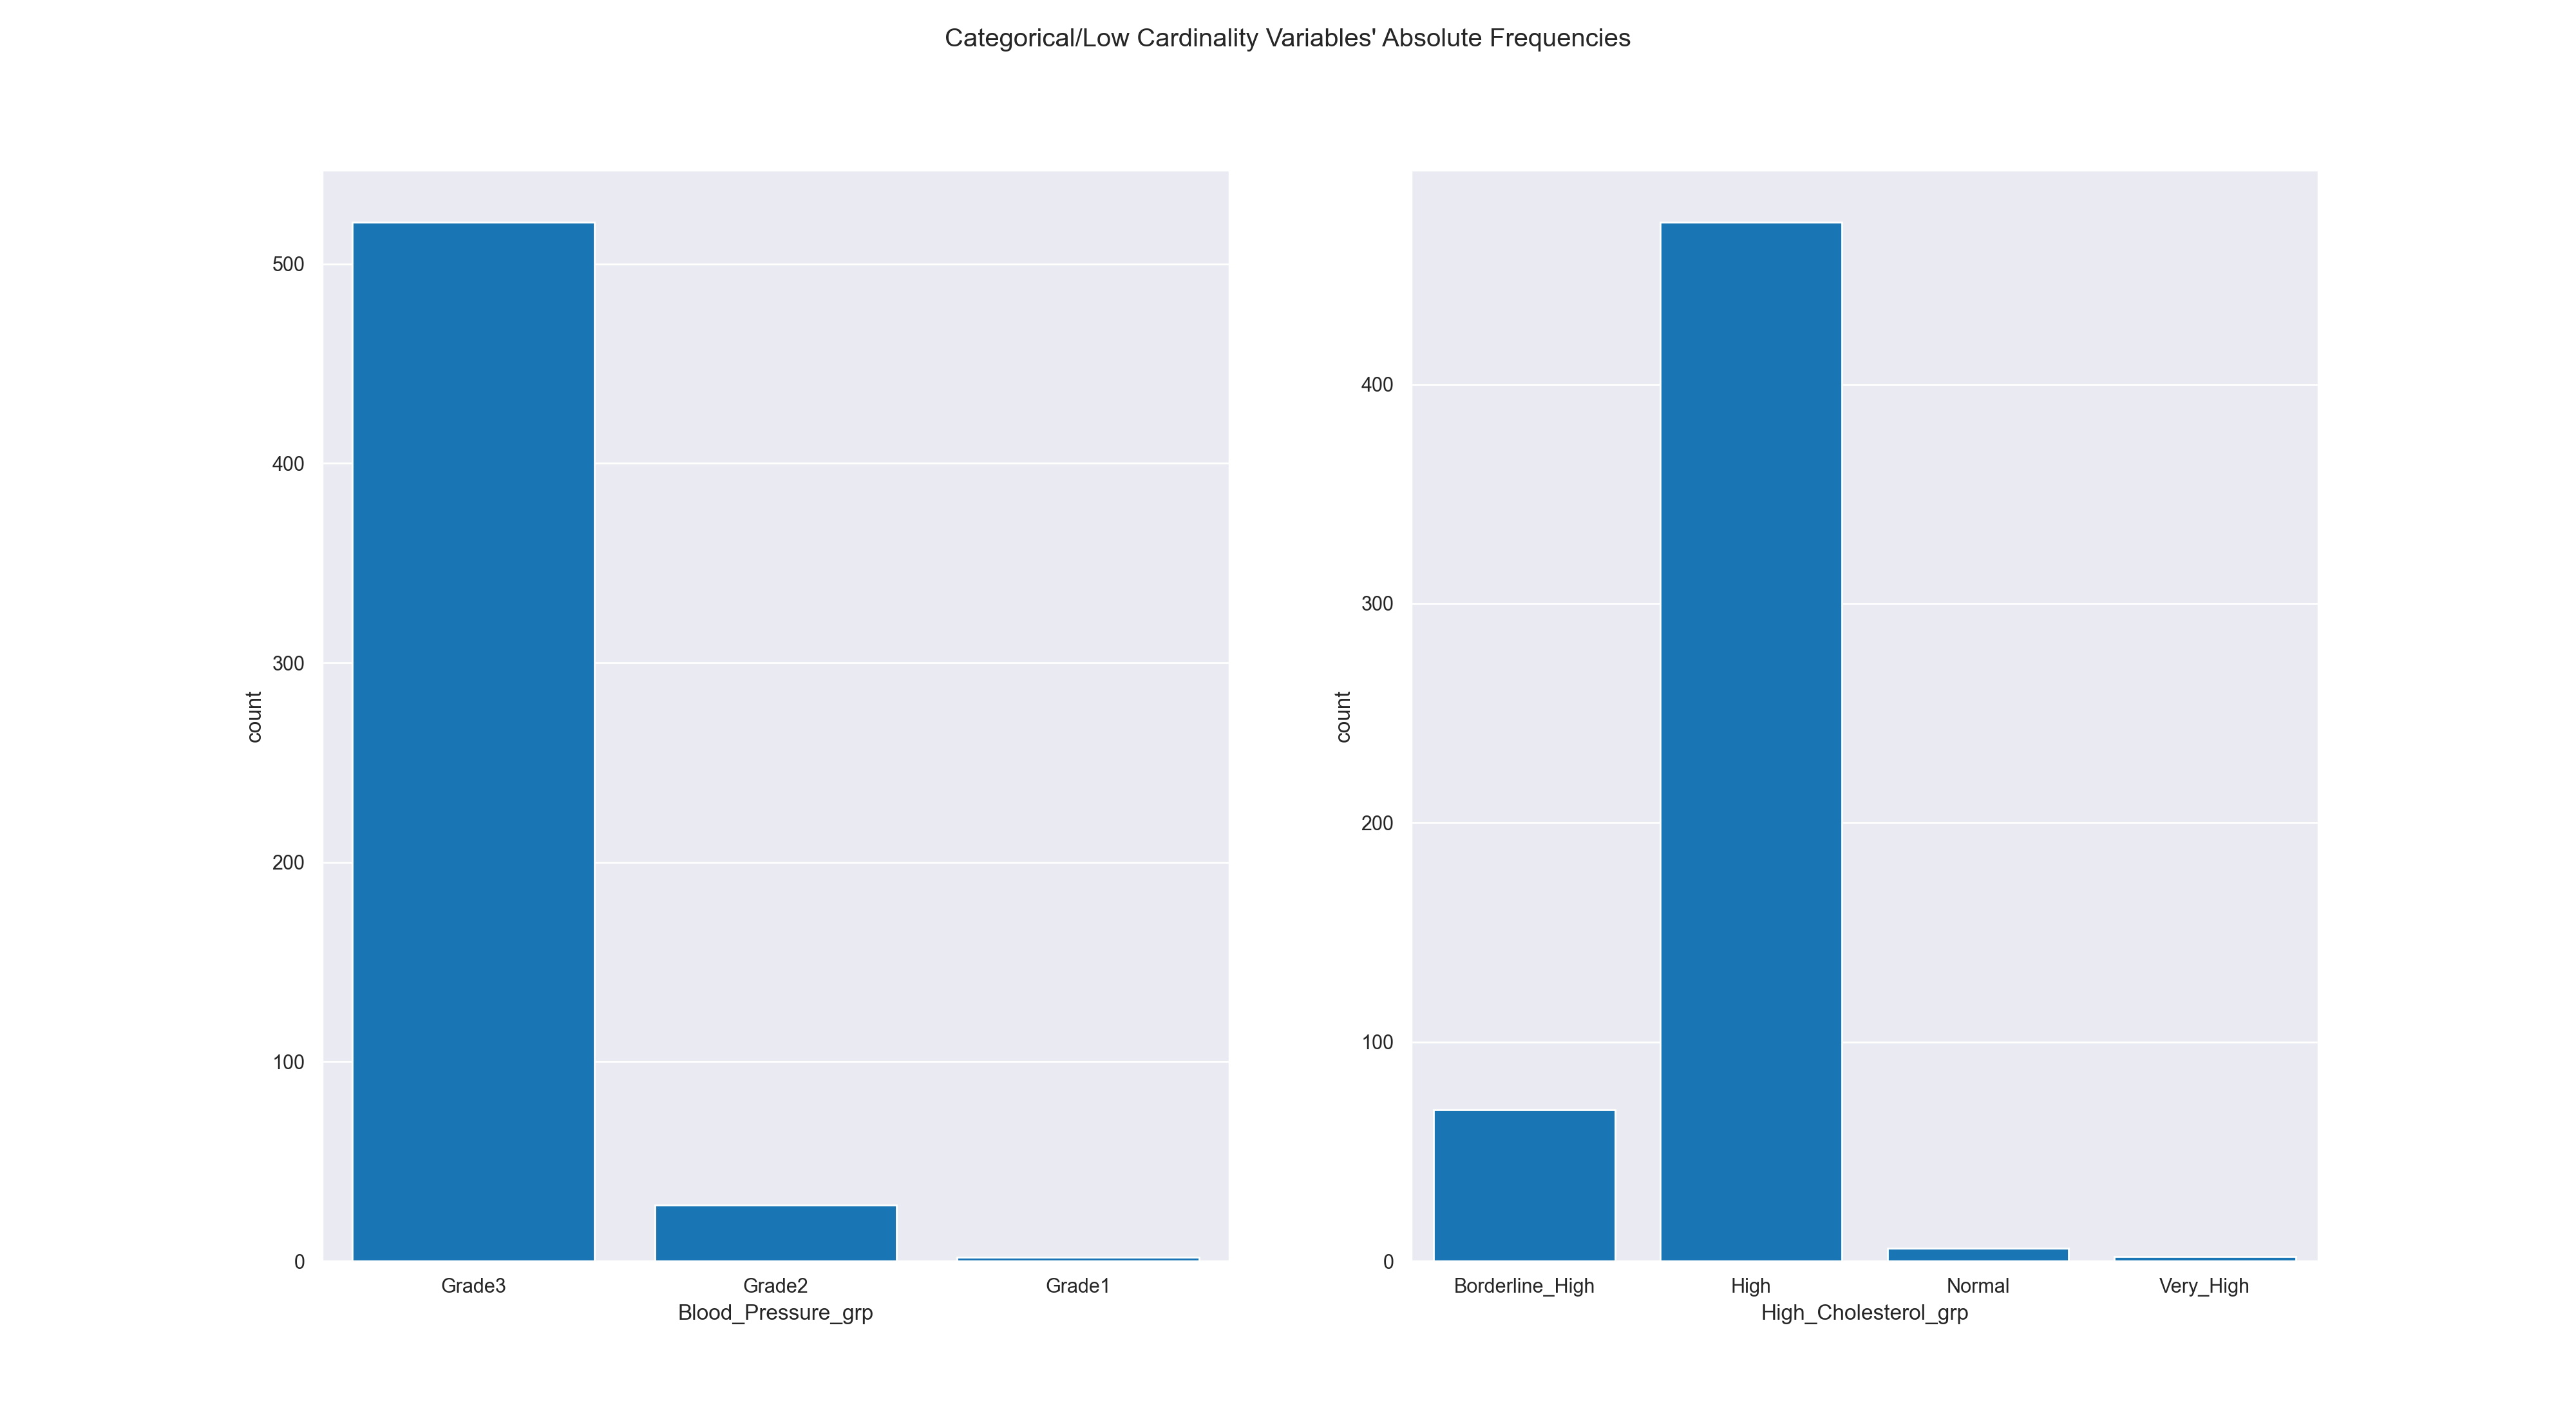 Categorical/Low Cardinality Variables' Absolute Frequencies
500
400
300
200
100
0
count
Grade3 Grade2 Grade1
Blood_Pressure_grp
400
300
200
100
0
count
Borderline_High High Normal Very_High
High_Cholesterol_grp